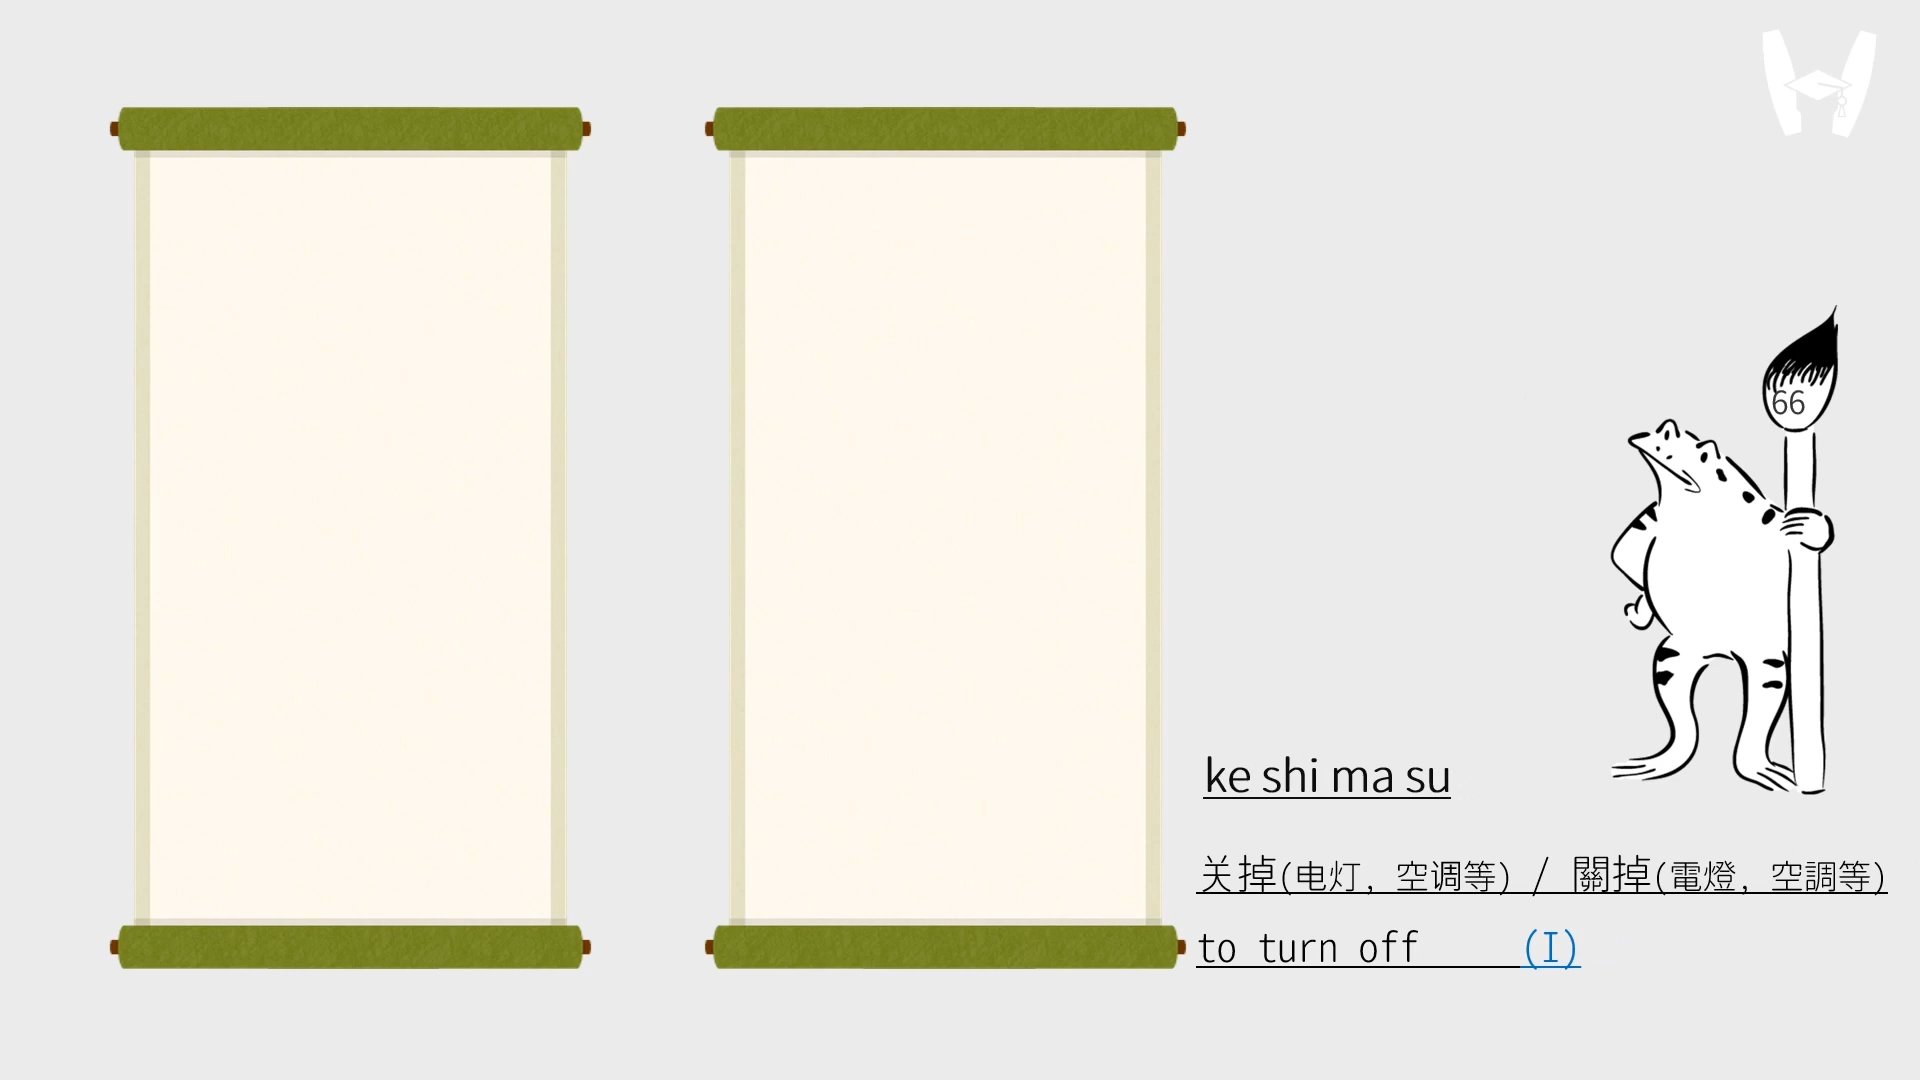 66
ke shi ma su
关掉(电灯, 空调等) / 關掉(電燈, 空調等)
to turn off (I)